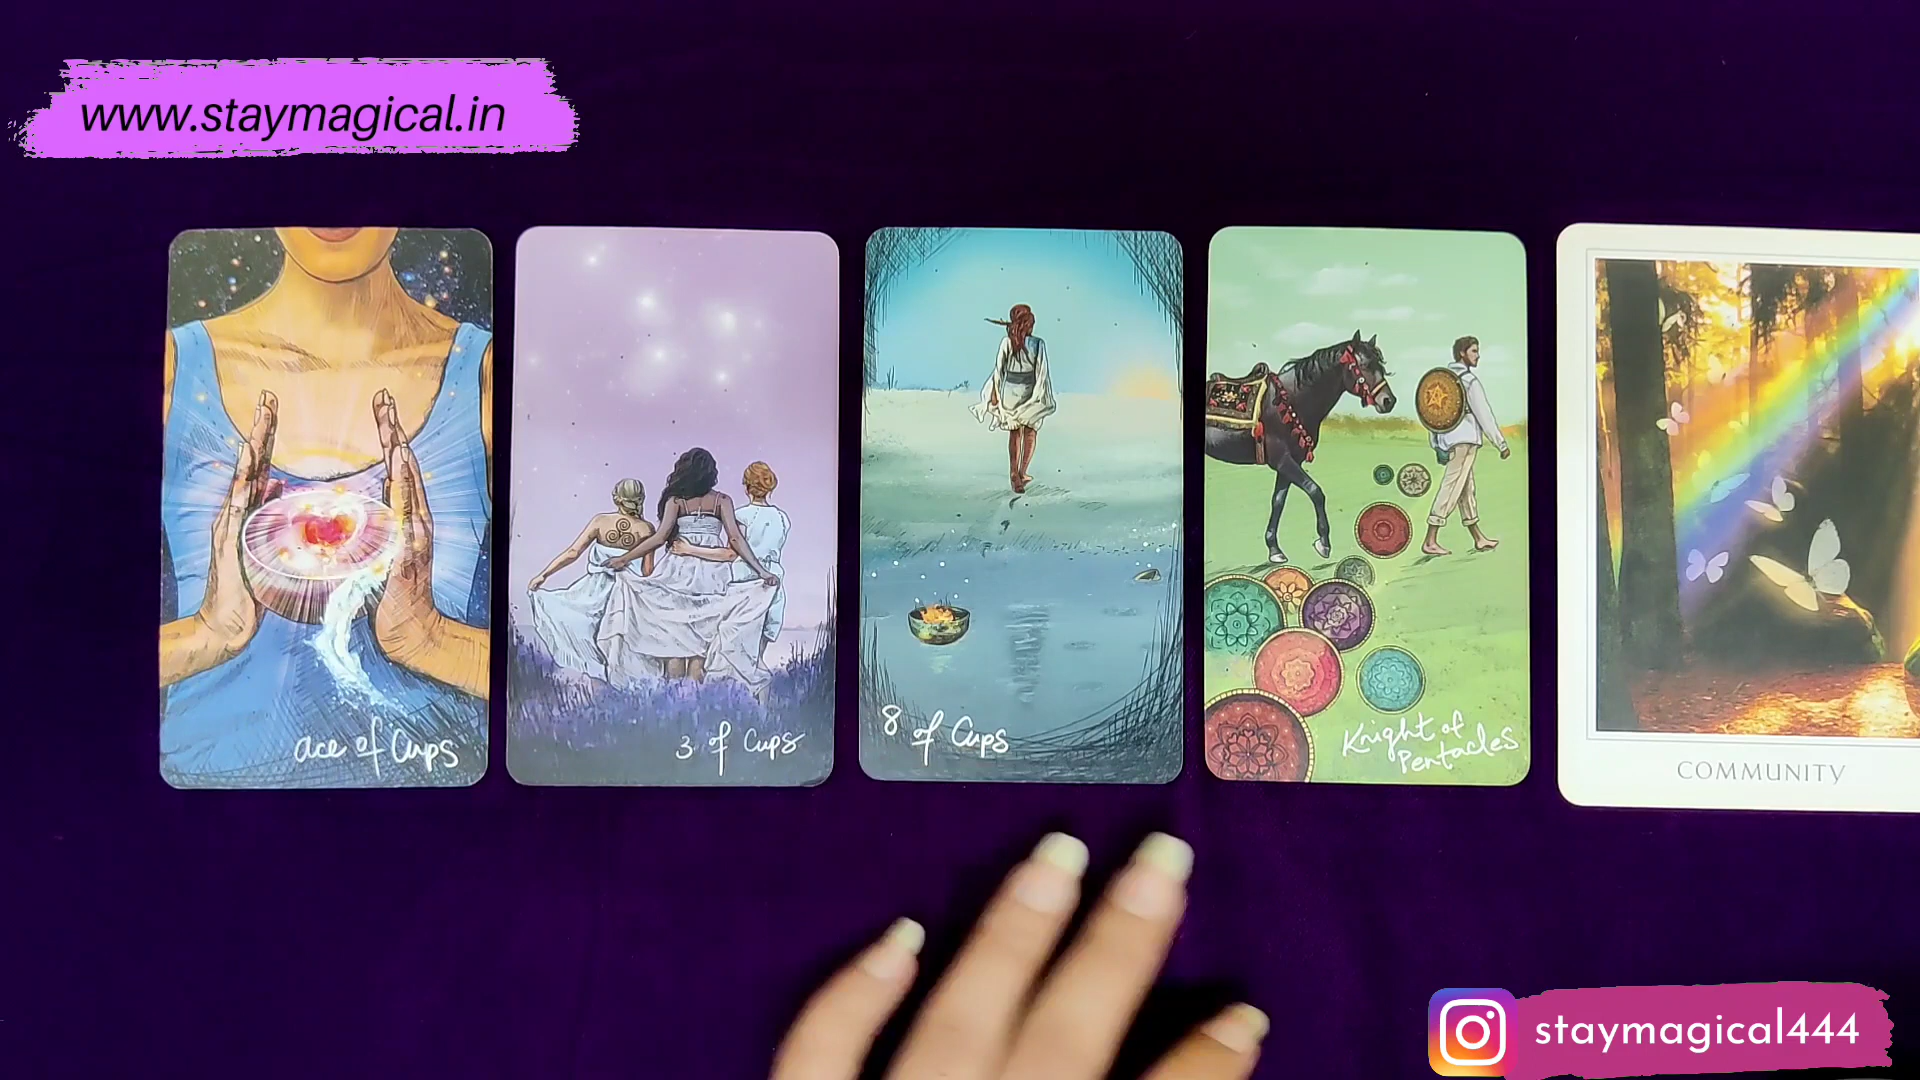 www.staymagical.in
ace of Cups
3 of Cups
8 of Cups
Knight of
Pentacles
COMMUNITY
staymagical444